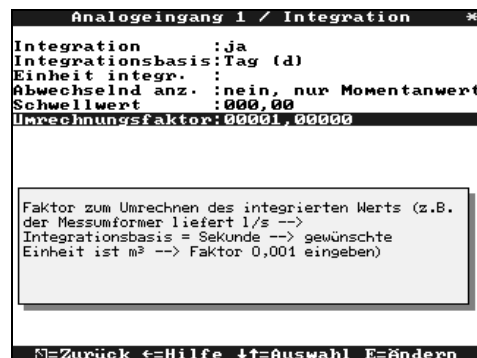 Analogeingang 1 / Integration *
Integration :ja
Integrationsbasis:Tag (d)
Einheit integr. :
Abwechselnd anz. :nein, nur Momentanwert
Schwellwert :000,00
Umrechnungsfaktor:00001,00000
Faktor zum Umrechnen des integrierten Werts (z.B.
der Messumformer liefert l/s -->
Integrationsbasis = Sekunde --> gewünschte
Einheit ist m³ --> Faktor 0,001 eingeben)
=Zurück ←=Hilfe ↓↑=Auswahl E=Ändern